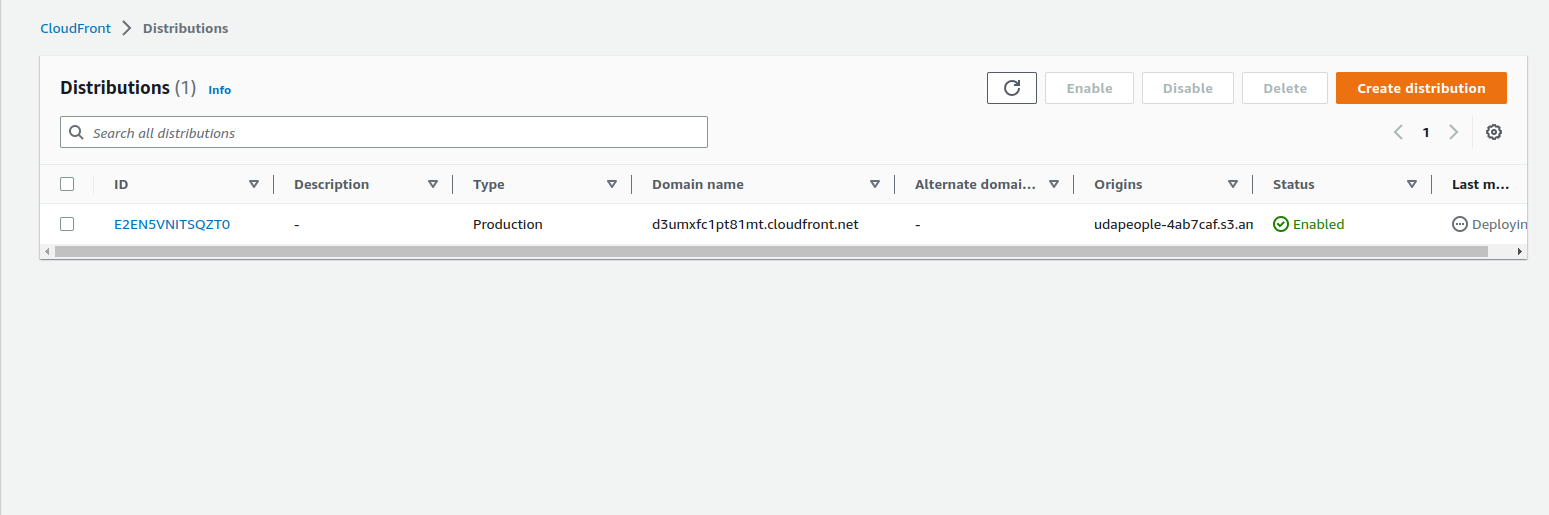 CloudFront > Distributions
Distributions (1) Info
Enable Disable Delete Create distribution
Search all distributions
1
ID Description Type Domain name Alternate domai... Origins Status Last m...
E2EN5VNITSQZT0 - Production d3umxfc1pt81mt.cloudfront.net - udapeople-4ab7caf.s3.an Enabled Deployin